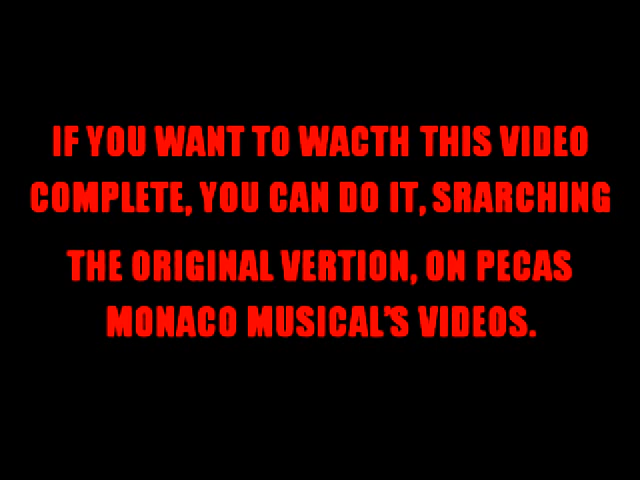 IF YOU WANT TO WACTH THIS VIDEO
COMPLETE, YOU CAN DO IT, SRARCHING
THE ORIGINAL VERTION, ON PECAS
MONACO MUSICAL'S VIDEOS.